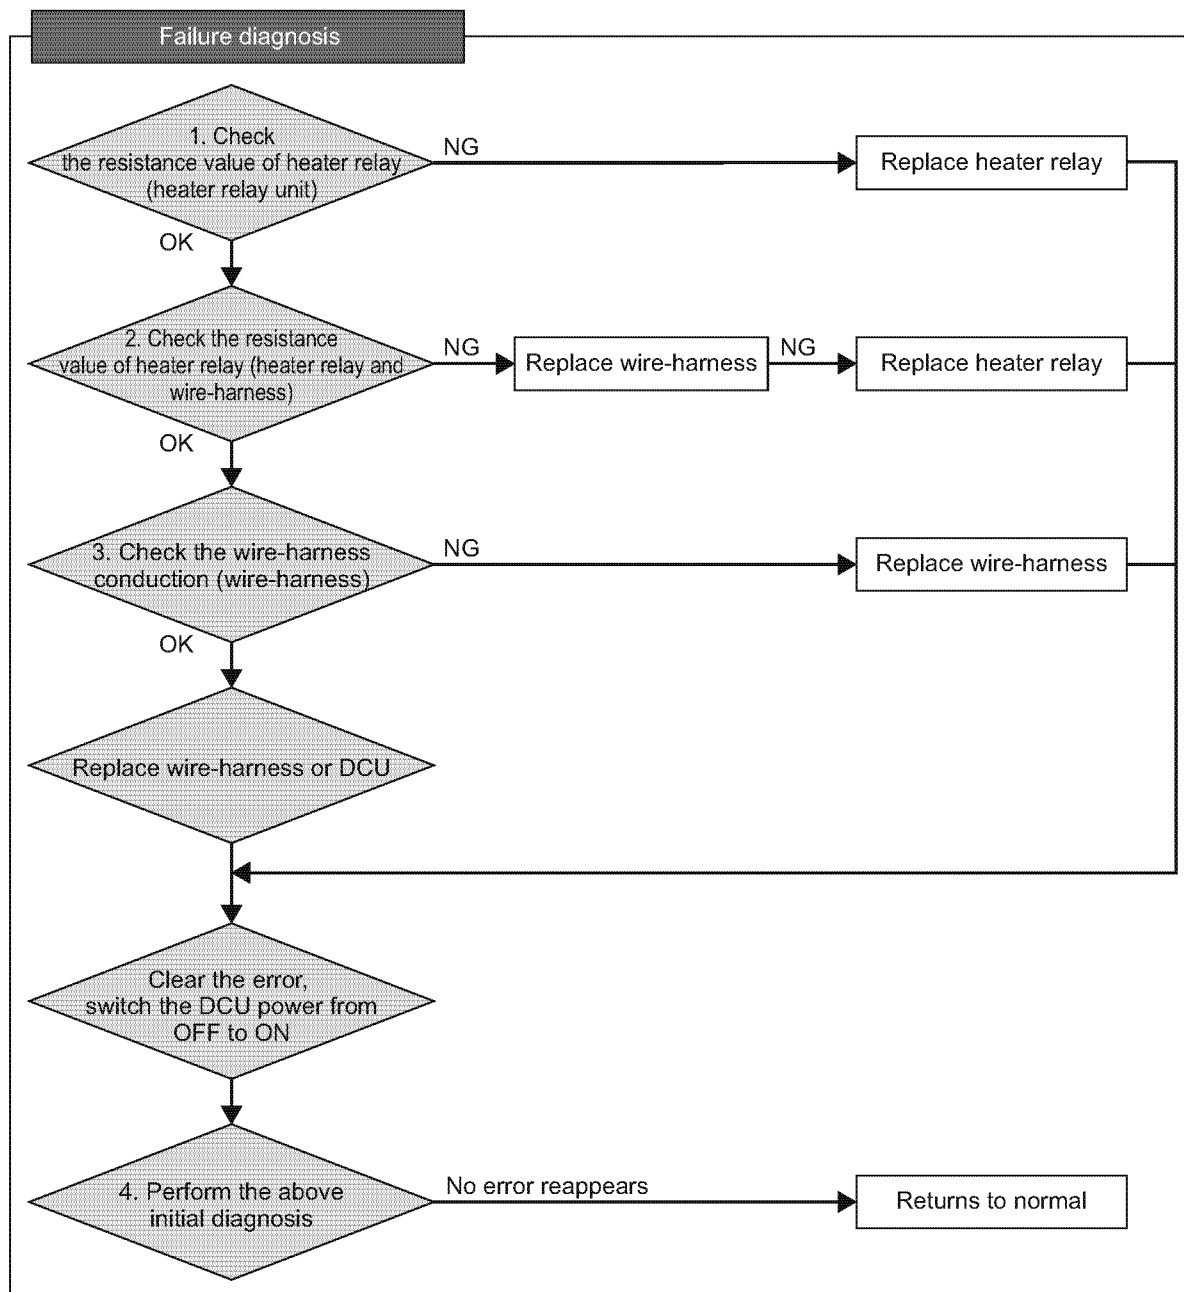 Failure diagnosis
1. Check
the resistance value of heater relay
(heater relay unit)
NG
Replace heater relay
OK
2. Check the resistance
value of heater relay (heater relay and
wire-harness)
NG
Replace wire-harness
NG
Replace heater relay
OK
3. Check the wire-harness
conduction (wire-harness)
NG
Replace wire-harness
OK
Replace wire-harness or DCU
Clear the error,
switch the DCU power from
OFF to ON
4. Perform the above
initial diagnosis
No error reappears
Returns to normal